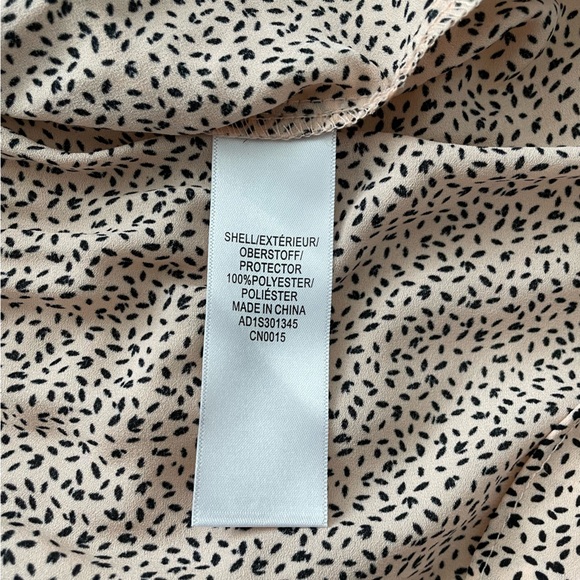 SHELL/EXTÉRIEUR/
OBERSTOFF/
PROTECTOR
100%POLYESTER/
POLIÉSTER
MADE IN CHINA
AD1S301345
CN0015